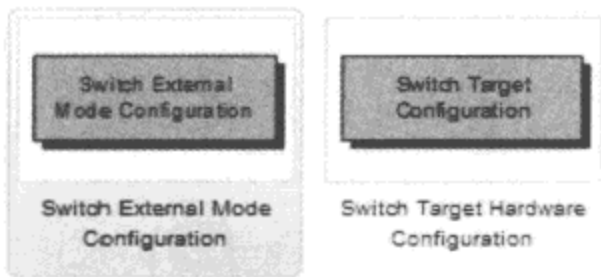 Switch External
Mode Configuration
Switch Target
Configuration
Switch External Mode
Configuration
Switch Target Hardware
Configuration